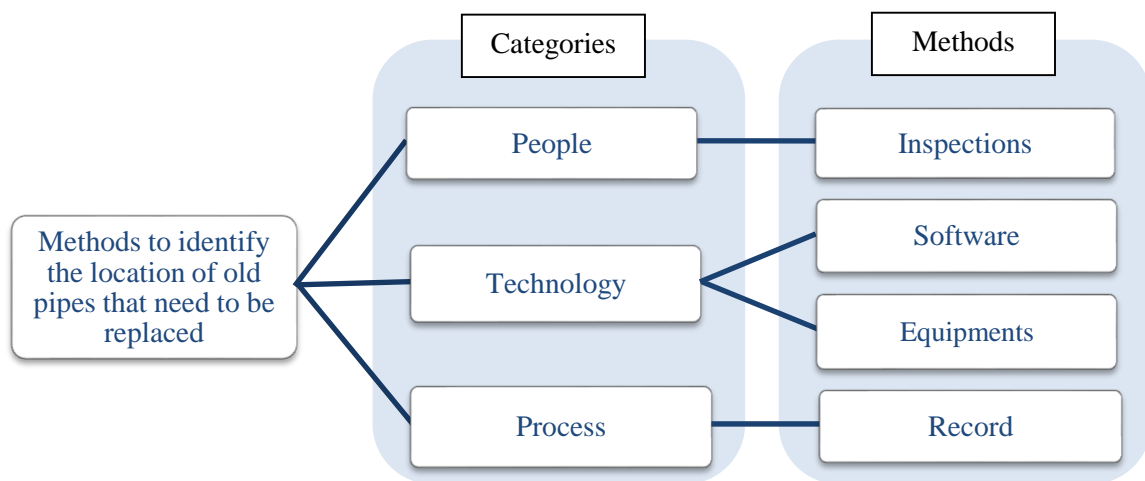 Categories
Methods
People
Inspections
Methods to identify
the location of old
pipes that need to be
replaced
Technology
Software
Equipments
Process
Record